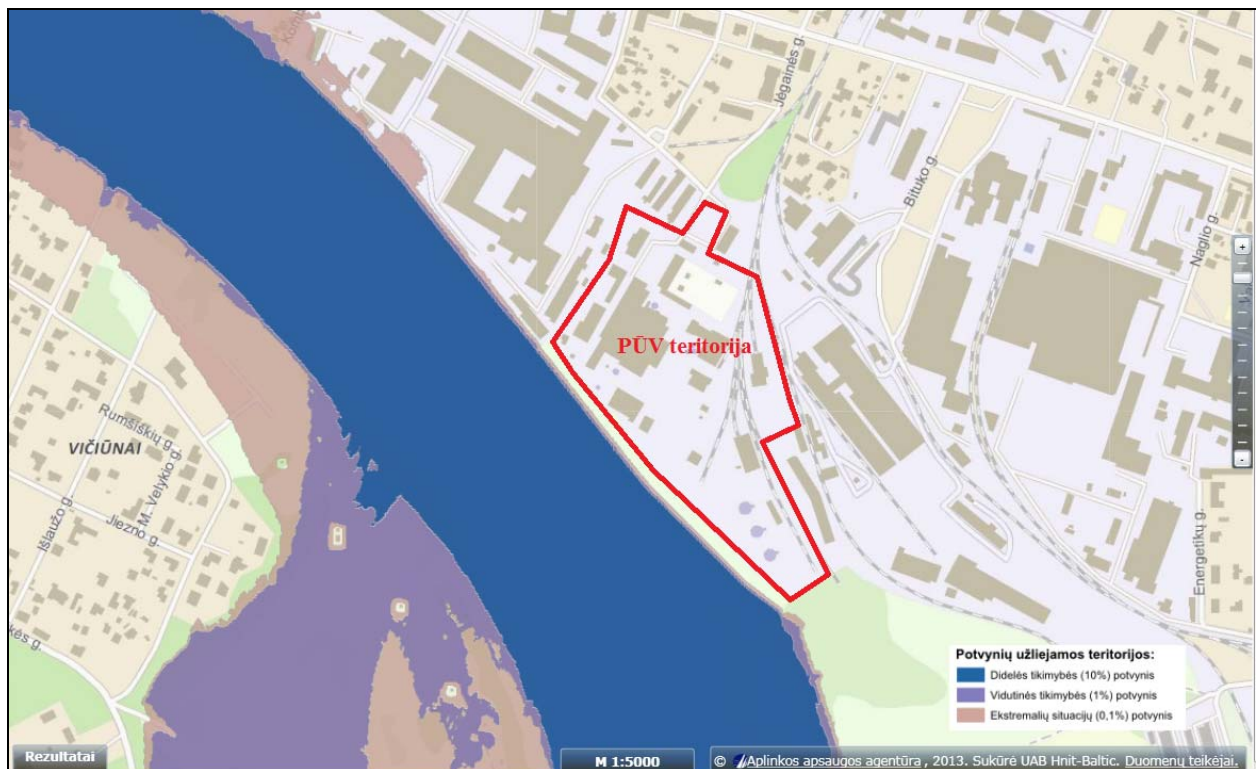 Jėgainės g.
Bituko g.
Naglio g.
+
PŪV teritorija
Rumšiškių g.
VIČIŪNAI
M. Vetykio g.
Išlaužo g.
Jiezno g.
Energetikų g.
-
kės g.
Potvynių užliejamos teritorijos:
Didelės tikimybės (10%) potvynis
Vidutinės tikimybės (1%) potvynis
Ekstremalių situacijų (0,1%) potvynis
Rezultatai
M 1:5000
© Aplinkos apsaugos agentūra , 2013. Sukūrė UAB Hnit-Baltic. Duomenų teikėjai.